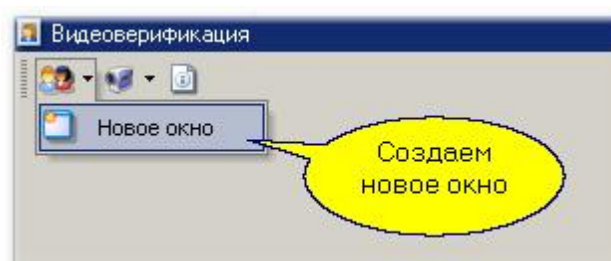 Видеоверификация
Новое окно
Создаем
новое окно